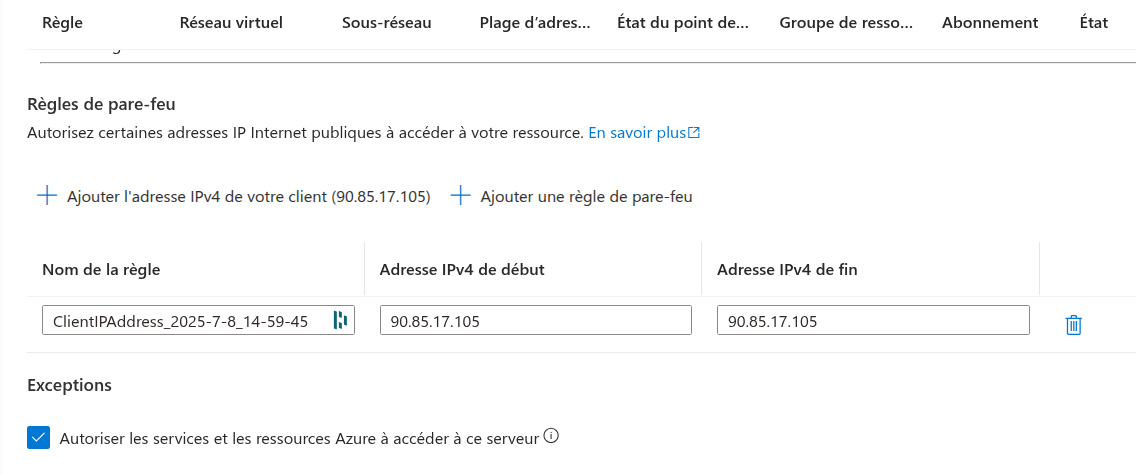 Règle Réseau virtuel Sous-réseau Plage d'adres... État du point de... Groupe de resso... Abonnement État
Règles de pare-feu
Autorisez certaines adresses IP Internet publiques à accéder à votre ressource. En savoir plus
Ajouter l'adresse IPv4 de votre client (90.85.17.105) Ajouter une règle de pare-feu
Nom de la règle Adresse IPv4 de début Adresse IPv4 de fin
ClientIPAddress_2025-7-8_14-59-45 90.85.17.105 90.85.17.105
Exceptions
Autoriser les services et les ressources Azure à accéder à ce serveur